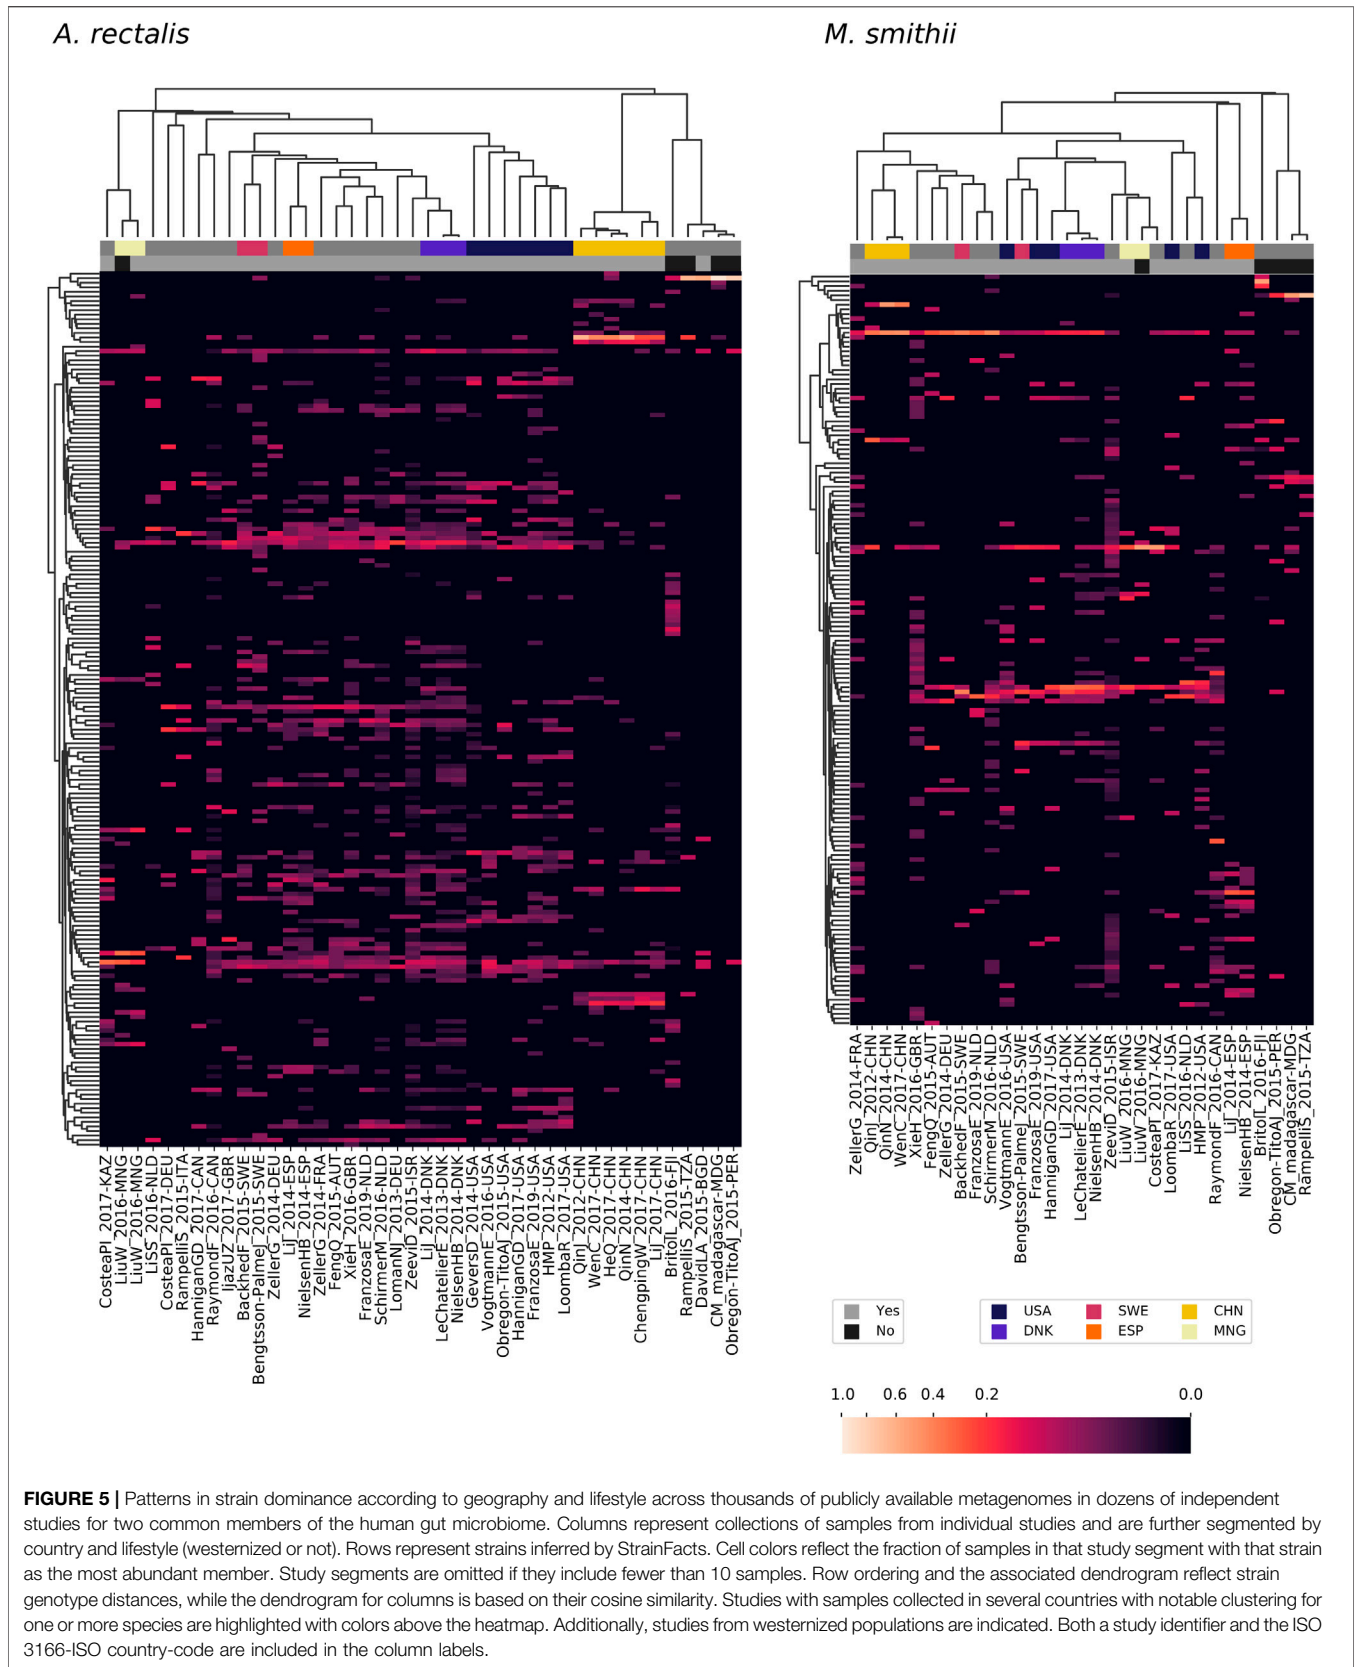 A. rectalis
M. smithii
CosteaPI_2017-KAZ
LiuW_2016-MNG
LiuW_2016-MNG
LiSS_2016-NLD
CosteaPI_2017-DEU
RampelliS_2015-ITA
HanniganGD_2017-CAN
RaymondF_2016-CAN
IjazUZ_2017-GBR
BackhedF_2015-SWE
Bengtsson-PalmeJ_2015-SWE
ZellerG_2014-DEU
LiJ_2014-ESP
NielsenHB_2014-ESP
ZellerG_2014-FRA
FengQ_2015-AUT
XieH_2016-GBR
FranzosaE_2019-NLD
SchirmerM_2016-NLD
LomanNJ_2013-DEU
ZeeviD_2015-ISR
LiJ_2014-DNK
LeChatelierE_2013-DNK
NielsenHB_2014-DNK
GeversD_2014-USA
VogtmannE_2016-USA
Obregon-TitoAJ_2015-USA
HanniganGD_2017-USA
FranzosaE_2019-USA
HMP_2012-USA
LoombaR_2017-USA
QinJ_2012-CHN
WenC_2017-CHN
HeQ_2017-CHN
QinN_2014-CHN
ChengpingW_2017-CHN
LiJ_2017-CHN
BritoIL_2016-FJI
RampelliS_2015-TZA
DavidLA_2015-BGD
CM_madagascar-MDG
Obregon-TitoAJ_2015-PER
ZellerG_2014-FRA
QinJ_2012-CHN
QinN_2014-CHN
WenC_2017-CHN
XieH_2016-GBR
FengQ_2015-AUT
ZellerG_2014-DEU
BackhedF_2015-SWE
FranzosaE_2019-NLD
SchirmerM_2016-NLD
VogtmannE_2016-USA
Bengtsson-PalmeJ_2015-SWE
FranzosaE_2019-USA
HanniganGD_2017-USA
LiJ_2014-DNK
LeChatelierE_2013-DNK
NielsenHB_2014-DNK
ZeeviD_2015-ISR
LiuW_2016-MNG
LiuW_2016-MNG
CosteaPI_2017-KAZ
LoombaR_2017-USA
LiSS_2016-NLD
HMP_2012-USA
RaymondF_2016-CAN
LiJ_2014-ESP
NielsenHB_2014-ESP
BritoIL_2016-FJI
Obregon-TitoAJ_2015-PER
CM_madagascar-MDG
RampelliS_2015-TZA
Yes
No
USA
SWE
CHN
DNK
ESP
MNG
1.0 0.6 0.4 0.2 0.0
FIGURE 5 | Patterns in strain dominance according to geography and lifestyle across thousands of publicly available metagenomes in dozens of independent
studies for two common members of the human gut microbiome. Columns represent collections of samples from individual studies and are further segmented by
country and lifestyle (westernized or not). Rows represent strains inferred by StrainFacts. Cell colors reflect the fraction of samples in that study segment with that strain
as the most abundant member. Study segments are omitted if they include fewer than 10 samples. Row ordering and the associated dendrogram reflect strain
genotype distances, while the dendrogram for columns is based on their cosine similarity. Studies with samples collected in several countries with notable clustering for
one or more species are highlighted with colors above the heatmap. Additionally, studies from westernized populations are indicated. Both a study identifier and the ISO
3166-ISO country-code are included in the column labels.